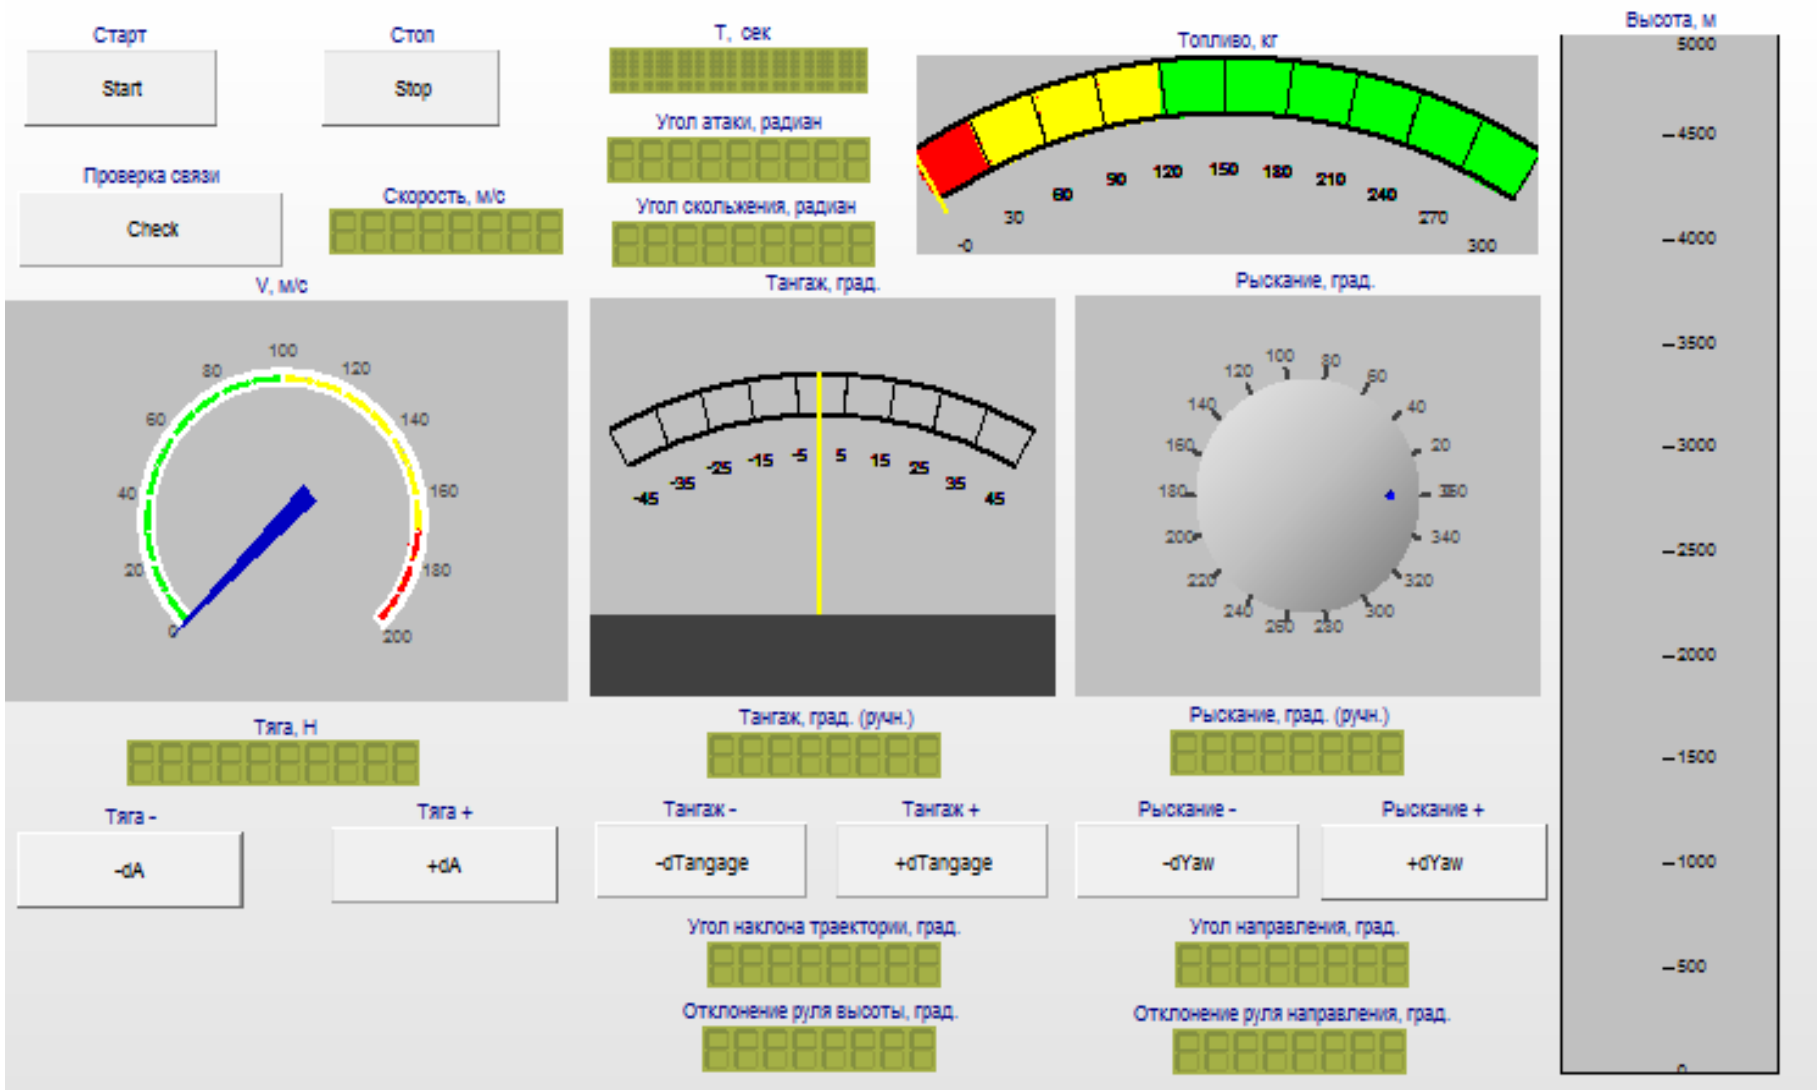 Старт
Start
Стоп
Stop
Т, сек
Угол атаки, радиан
Угол скольжения, радиан
Проверка связи
Check
Скорость, м/с
Топливо, кг
-0
30
60
90
120
150
180
210
240
270
300
V, м/с
0
20
40
60
80
100
120
140
160
180
200
Тангаж, град.
-45
-35
-25
-15
-5
5
15
25
35
45
Рыскание, град.
20
40
60
80
100
120
140
160
180
200
220
240
260
280
300
320
340
Высота, м
5000
4500
4000
3500
3000
2500
2000
1500
1000
500
0
Тяга, Н
Тангаж, град. (ручн.)
Рыскание, град. (ручн.)
Тяга -
-dA
Тяга +
+dA
Тангаж -
-dTangage
Тангаж +
+dTangage
Рыскание -
-dYaw
Рыскание +
+dYaw
Угол наклона траектории, град.
Угол направления, град.
Отклонение руля высоты, град.
Отклонение руля направления, град.